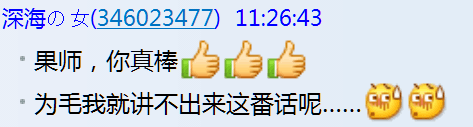 深海の女(346023477) 11:26:43
果师，你真棒
为毛我就讲不出来这番话呢......